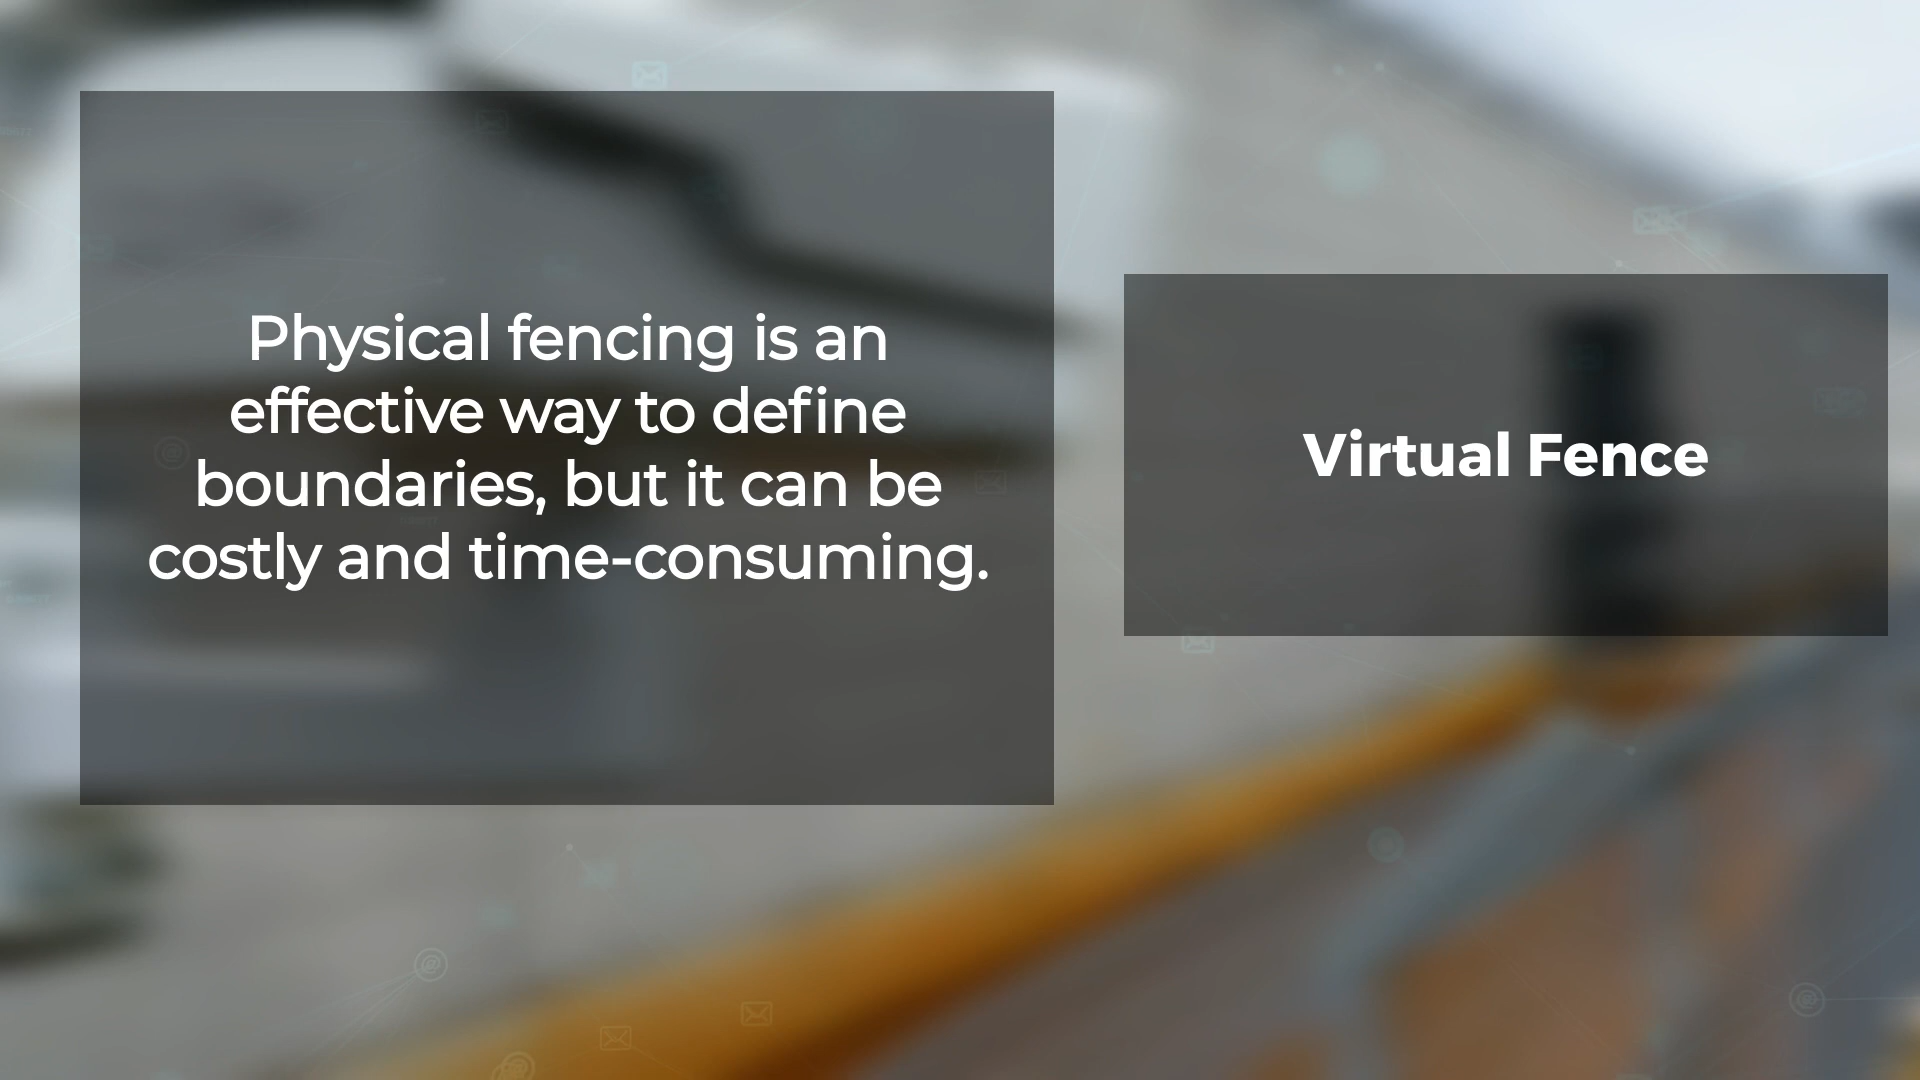 Physical fencing is an
effective way to define
boundaries, but it can be
costly and time-consuming.
Virtual Fence